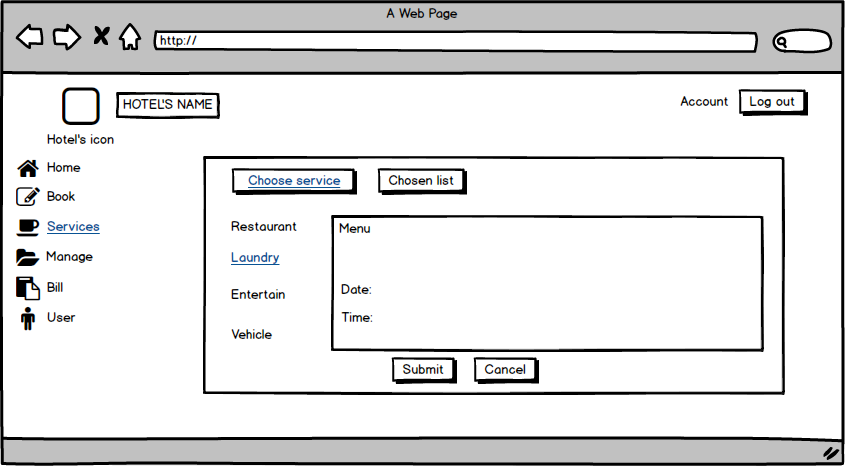 A Web Page
http://
HOTEL'S NAME
Account
Log out
Hotel's icon
Home
Book
Services
Manage
Bill
User
Choose service
Chosen list
Restaurant
Laundry
Entertain
Vehicle
Menu
Date:
Time:
Submit
Cancel